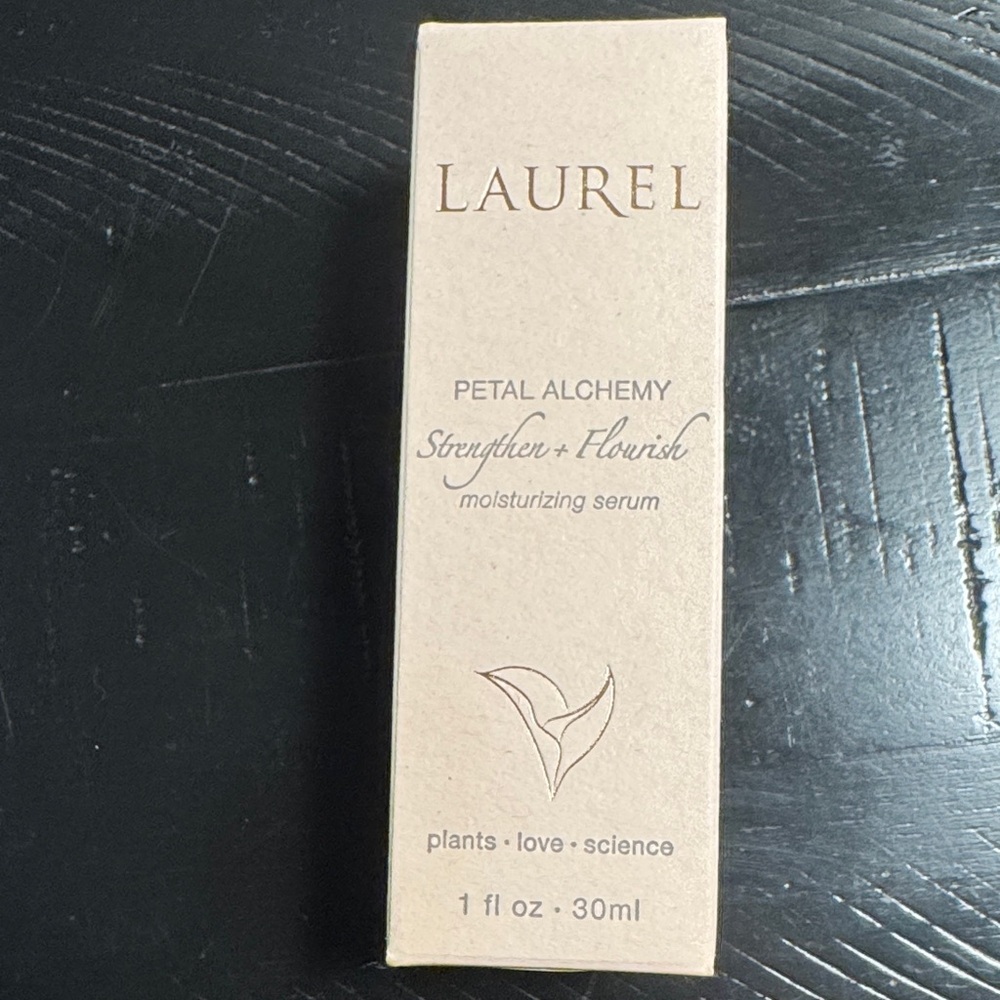 LAUREL
PETAL ALCHEMY
Strengthen + Flourish
moisturizing serum
plants • love • science
1 fl oz • 30ml